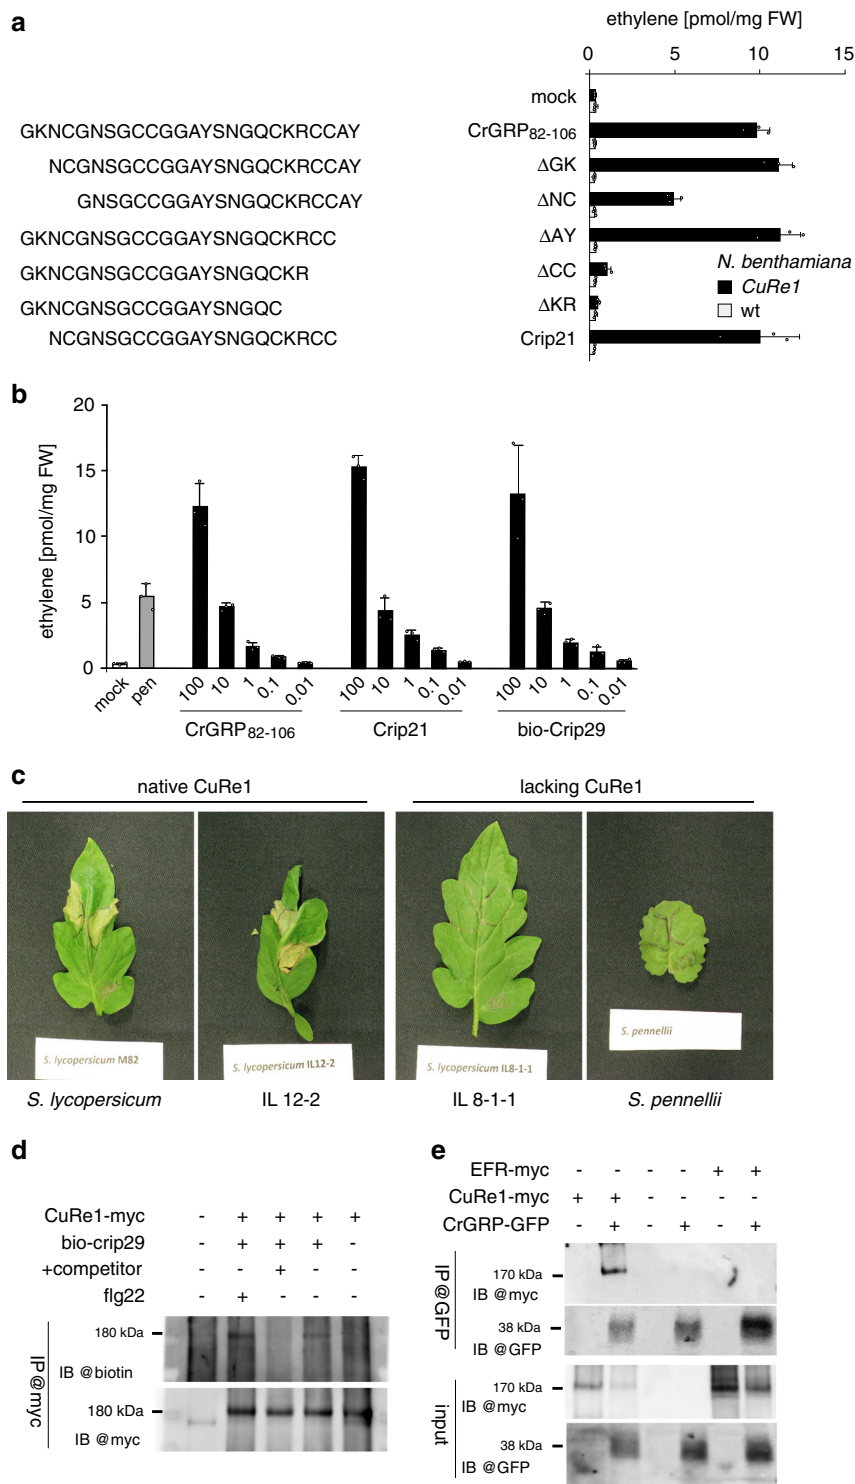 a
ethylene [pmol/mg FW]
0 5 10 15
mock
GKNCGNSGCCGGAYSNGQCKRCCAY CrGRP82-106
NCGNSGCCGGAYSNGQCKRCCAY ΔGK
GNSGCCGGAYSNGQCKRCCAY ΔNC
GKNCGNSGCCGGAYSNGQCKRCC ΔAY
GKNCGNSGCCGGAYSNGQCKR ΔCC
GKNCGNSGCCGGAYSNGQC ΔKR
NCGNSGCCGGAYSNGQCKRCC Crip21
N. benthamiana
CuRe1
wt
b
ethylene [pmol/mg FW]
20
15
10
5
0
mock pen 100 10 1 0.1 0.01 100 10 1 0.1 0.01 100 10 1 0.1 0.01
CrGRP82-106 Crip21 bio-Crip29
c
native CuRe1 lacking CuRe1
S. lycopersicum M82
S. lycopersicum IL12-2
S. lycopersicum IL8-1-1
S. pennellii
S. lycopersicum IL 12-2 IL 8-1-1 S. pennellii
d
CuRe1-myc - + + + +
bio-crip29 - + + + -
+competitor - - + - -
flg22 - + - - -
IP@myc
180 kDa
IB @biotin
180 kDa
IB @myc
e
EFR-myc - - - - + +
CuRe1-myc + + - - - -
CrGRP-GFP - + - + - +
IP@GFP
170 kDa
IB @myc
38 kDa
IB @GFP
input
170 kDa
IB @myc
38 kDa
IB @GFP